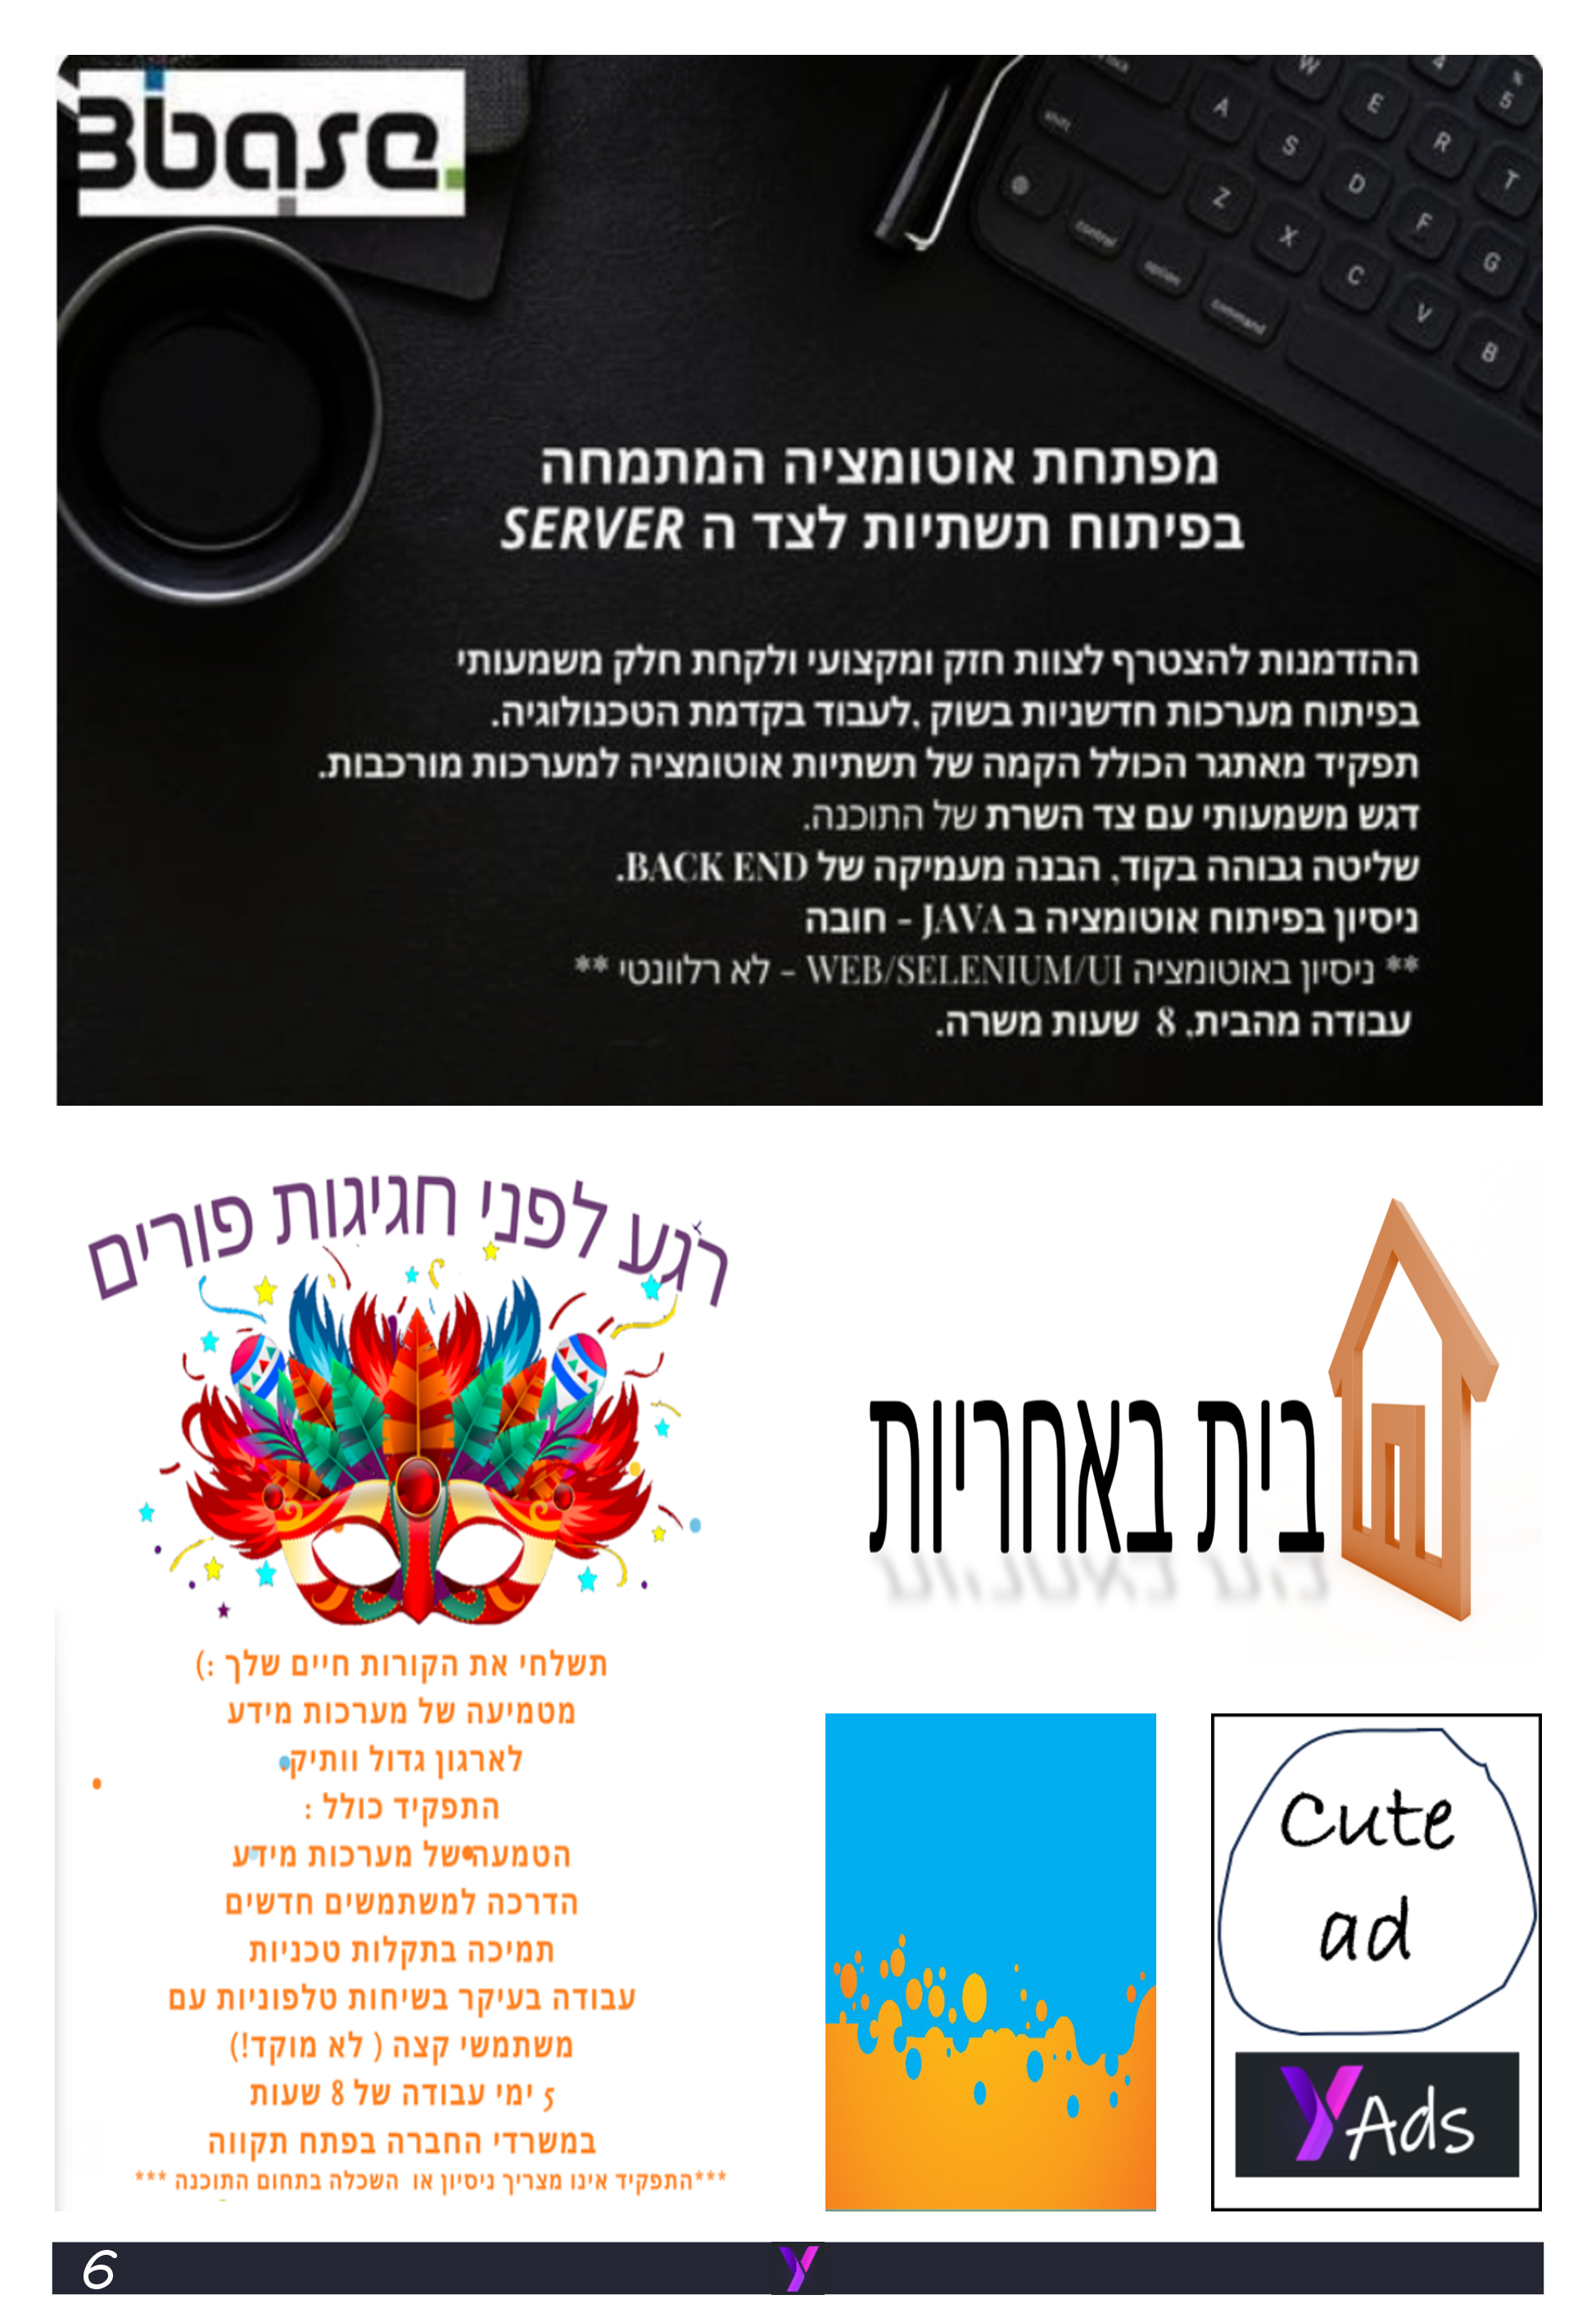 3base.
מפתחת אוטומציה המתמחה
בפיתוח תשתיות לצד ה SERVER
ההזדמנות להצטרף לצוות חזק ומקצועי ולקחת חלק משמעותי
בפיתוח מערכות חדשניות בשוק ,לעבוד בקדמת הטכנולוגיה.
תפקיד מאתגר הכולל הקמה של תשתיות אוטומציה למערכות מורכבות.
דגש משמעותי עם צד השרת של התוכנה.
שליטה גבוהה בקוד, הבנה מעמיקה של BACK END.
ניסיון בפיתוח אוטומציה ב JAVA - חובה
** ניסיון באוטומציה WEB/SELENIUM/UI - לא רלוונטי **
עבודה מהבית, 8 שעות משרה.
רגע לפני חגיגות פורים
תשלחי את הקורות חיים שלך :)
מטמיעה של מערכות מידע
לארגון גדול וותיק.
התפקיד כולל :
הטמעה של מערכות מידע
הדרכה למשתמשים חדשים
תמיכה בתקלות טכניות
עבודה בעיקר בשיחות טלפוניות עם
משתמשי קצה ( לא מוקד!)
5 ימי עבודה של 8 שעות
במשרדי החברה בפתח תקווה
***התפקיד אינו מצריך ניסיון או השכלה בתחום התוכנה ***
בית באחריות
Cute
ad
YAds
6
Y